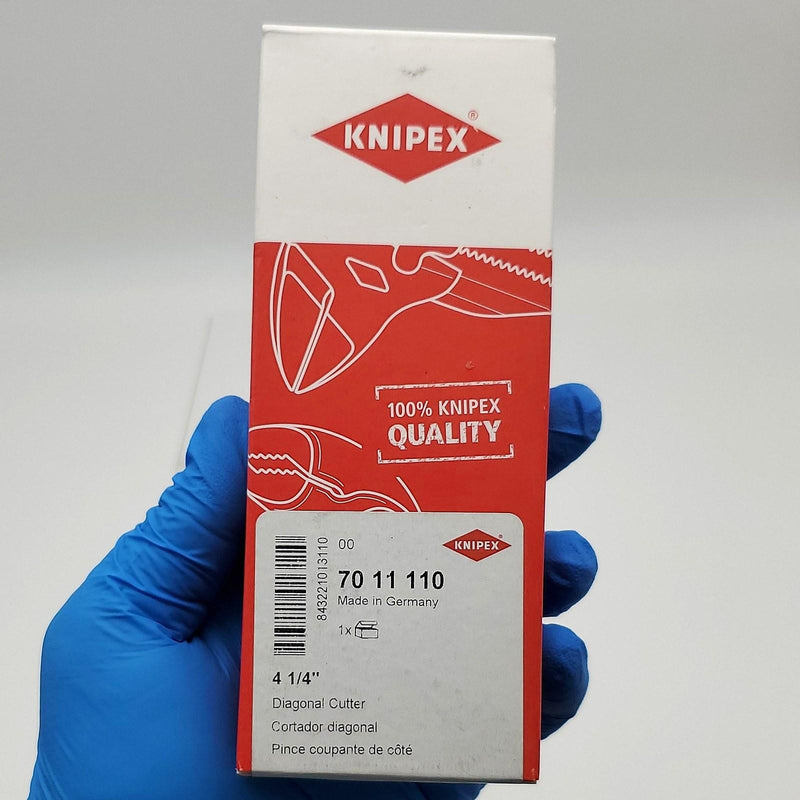 KNIPEX®
100% KNIPEX
QUALITY
843221013110
00
KNIPEX
70 11 110
Made in Germany
1x
4 1/4"
Diagonal Cutter
Cortador diagonal
Pince coupante de côté